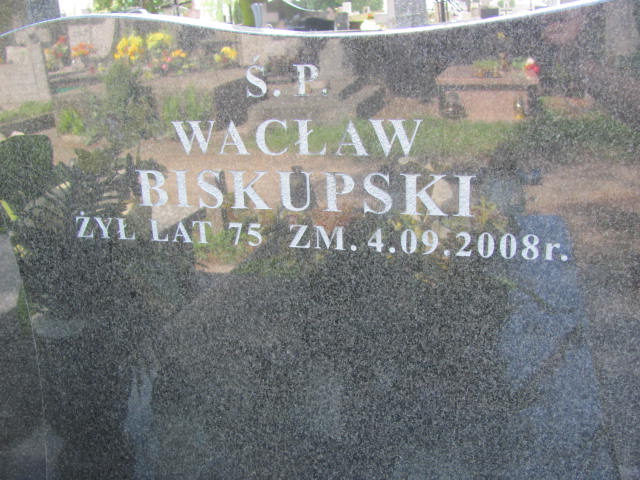 Ś. P.
WACŁAW
BISKUPSKI
ŻYŁ LAT 75 ZM. 4.09.2008r.